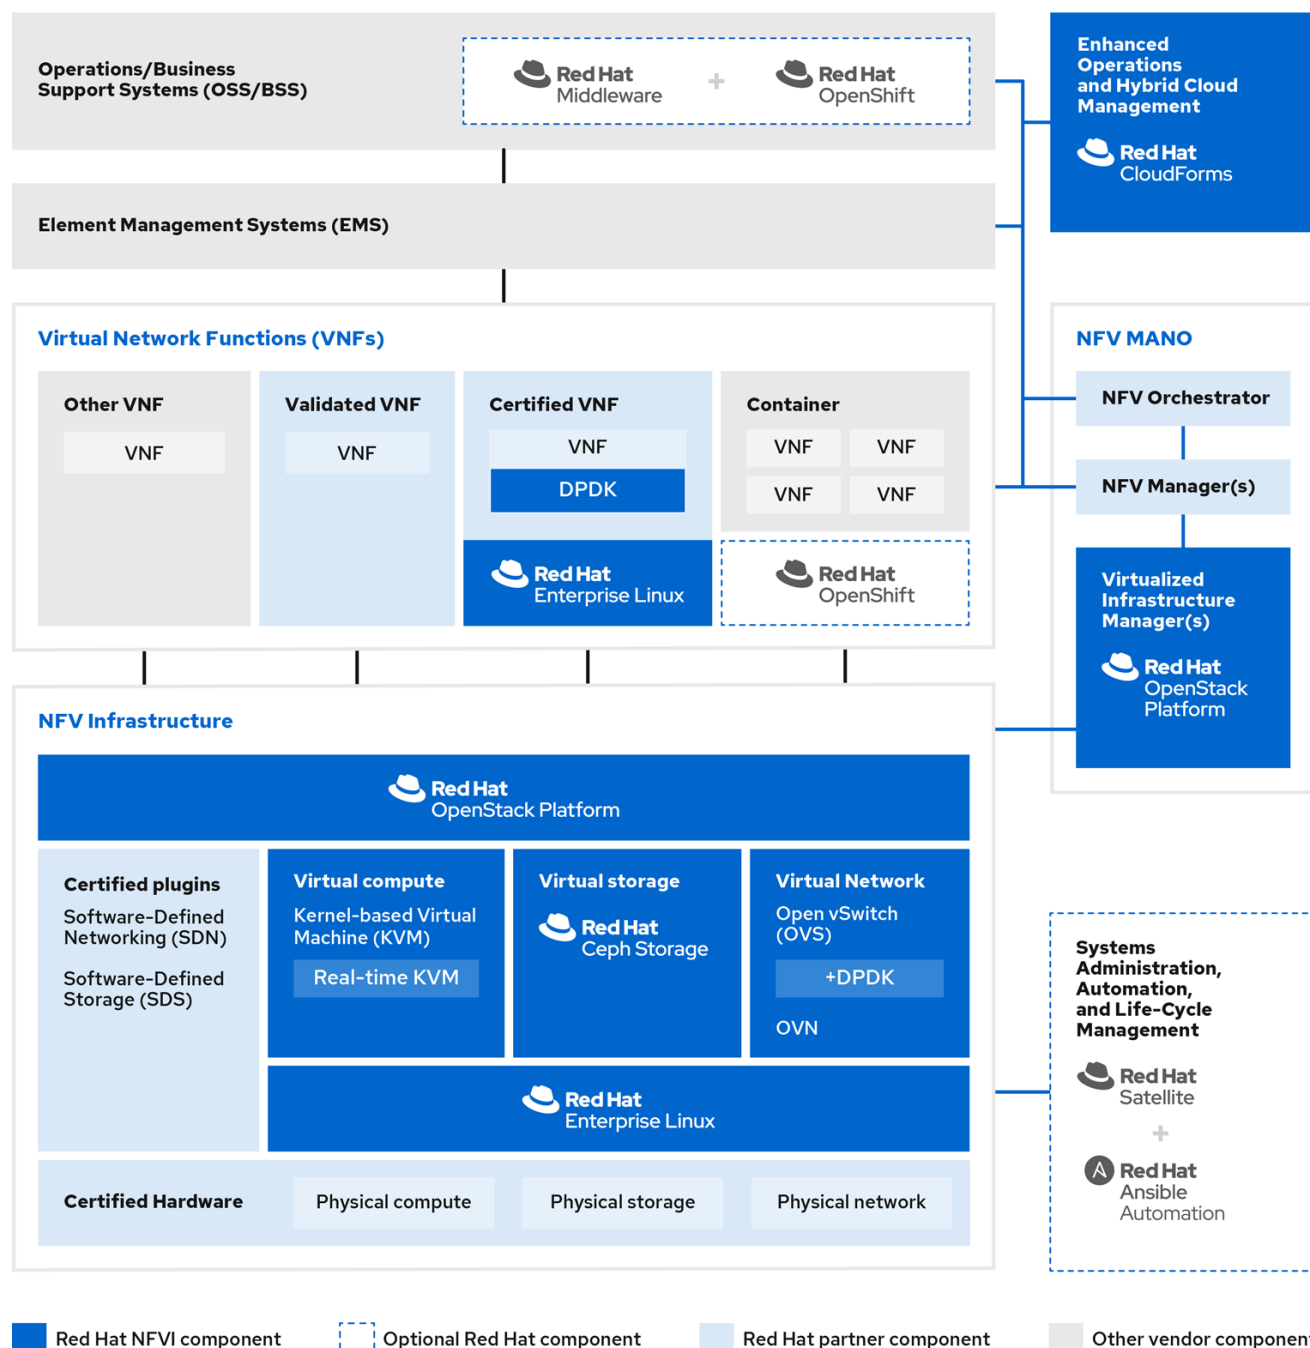 Operations/Business
Support Systems (OSS/BSS)
Red Hat
Middleware
+
Red Hat
OpenShift
Enhanced
Operations
and Hybrid Cloud
Management
Red Hat
CloudForms
Element Management Systems (EMS)
Virtual Network Functions (VNFs)
Other VNF
VNF
Validated VNF
VNF
Certified VNF
VNF
DPDK
Red Hat
Enterprise Linux
Container
VNF
VNF
VNF
VNF
Red Hat
OpenShift
NFV MANO
NFV Orchestrator
NFV Manager(s)
Virtualized
Infrastructure
Manager(s)
Red Hat
OpenStack
Platform
NFV Infrastructure
Red Hat
OpenStack Platform
Certified plugins
Software-Defined
Networking (SDN)
Software-Defined
Storage (SDS)
Virtual compute
Kernel-based Virtual
Machine (KVM)
Real-time KVM
Virtual storage
Red Hat
Ceph Storage
Virtual Network
Open vSwitch
(OVS)
+DPDK
OVN
Red Hat
Enterprise Linux
Certified Hardware
Physical compute
Physical storage
Physical network
Systems
Administration,
Automation,
and Life-Cycle
Management
Red Hat
Satellite
+
A
Red Hat
Ansible
Automation
Red Hat NFVI component
Optional Red Hat component
Red Hat partner component
Other vendor component